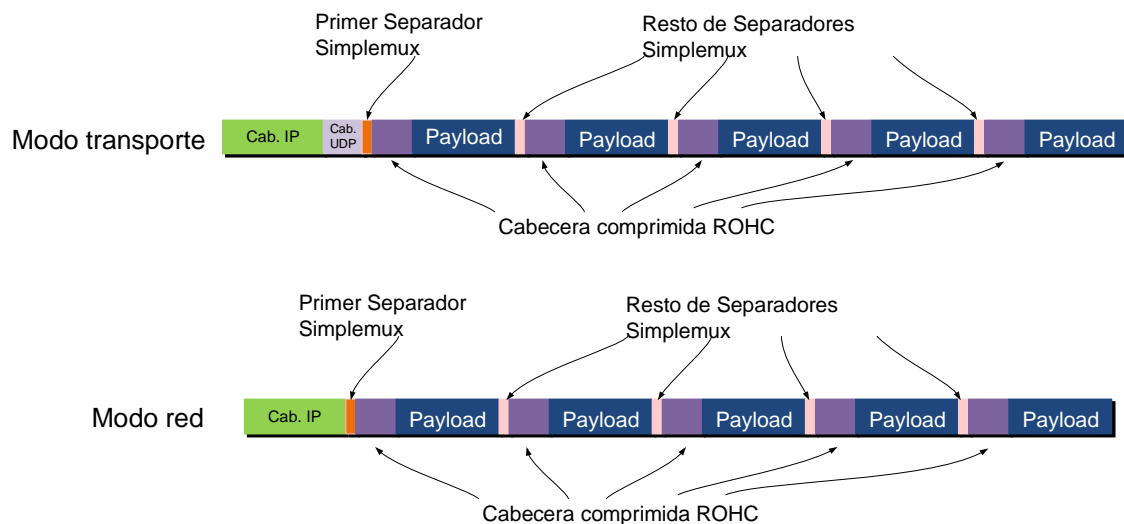 Primer Separador
Simplemux
Resto de Separadores
Simplemux
Modo transporte
Cab. IP
Cab.
UDP
Payload
Payload
Payload
Payload
Payload
Cabecera comprimida ROHC
Primer Separador
Simplemux
Resto de Separadores
Simplemux
Modo red
Cab. IP
Payload
Payload
Payload
Payload
Payload
Cabecera comprimida ROHC